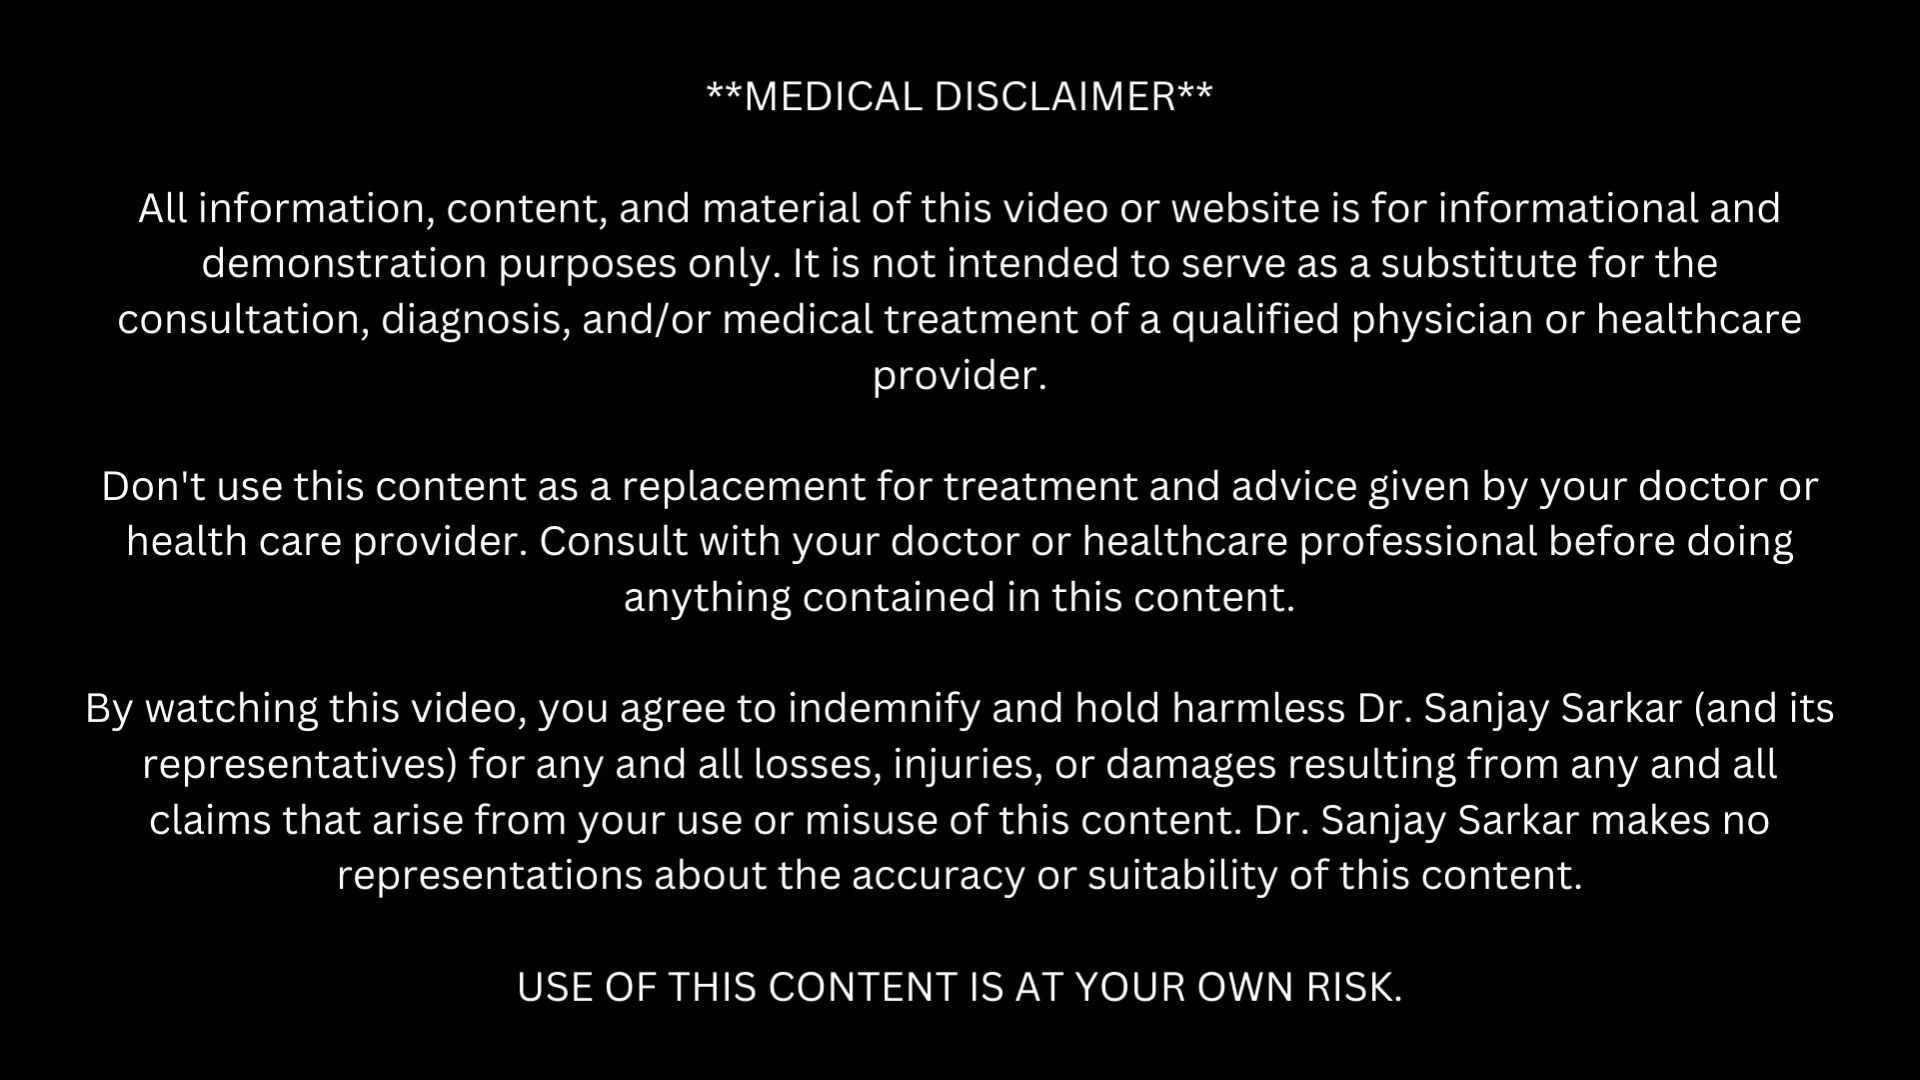 **MEDICAL DISCLAIMER**
All information, content, and material of this video or website is for informational and
demonstration purposes only. It is not intended to serve as a substitute for the
consultation, diagnosis, and/or medical treatment of a qualified physician or healthcare
provider.
Don't use this content as a replacement for treatment and advice given by your doctor or
health care provider. Consult with your doctor or healthcare professional before doing
anything contained in this content.
By watching this video, you agree to indemnify and hold harmless Dr. Sanjay Sarkar (and its
representatives) for any and all losses, injuries, or damages resulting from any and all
claims that arise from your use or misuse of this content. Dr. Sanjay Sarkar makes no
representations about the accuracy or suitability of this content.
USE OF THIS CONTENT IS AT YOUR OWN RISK.